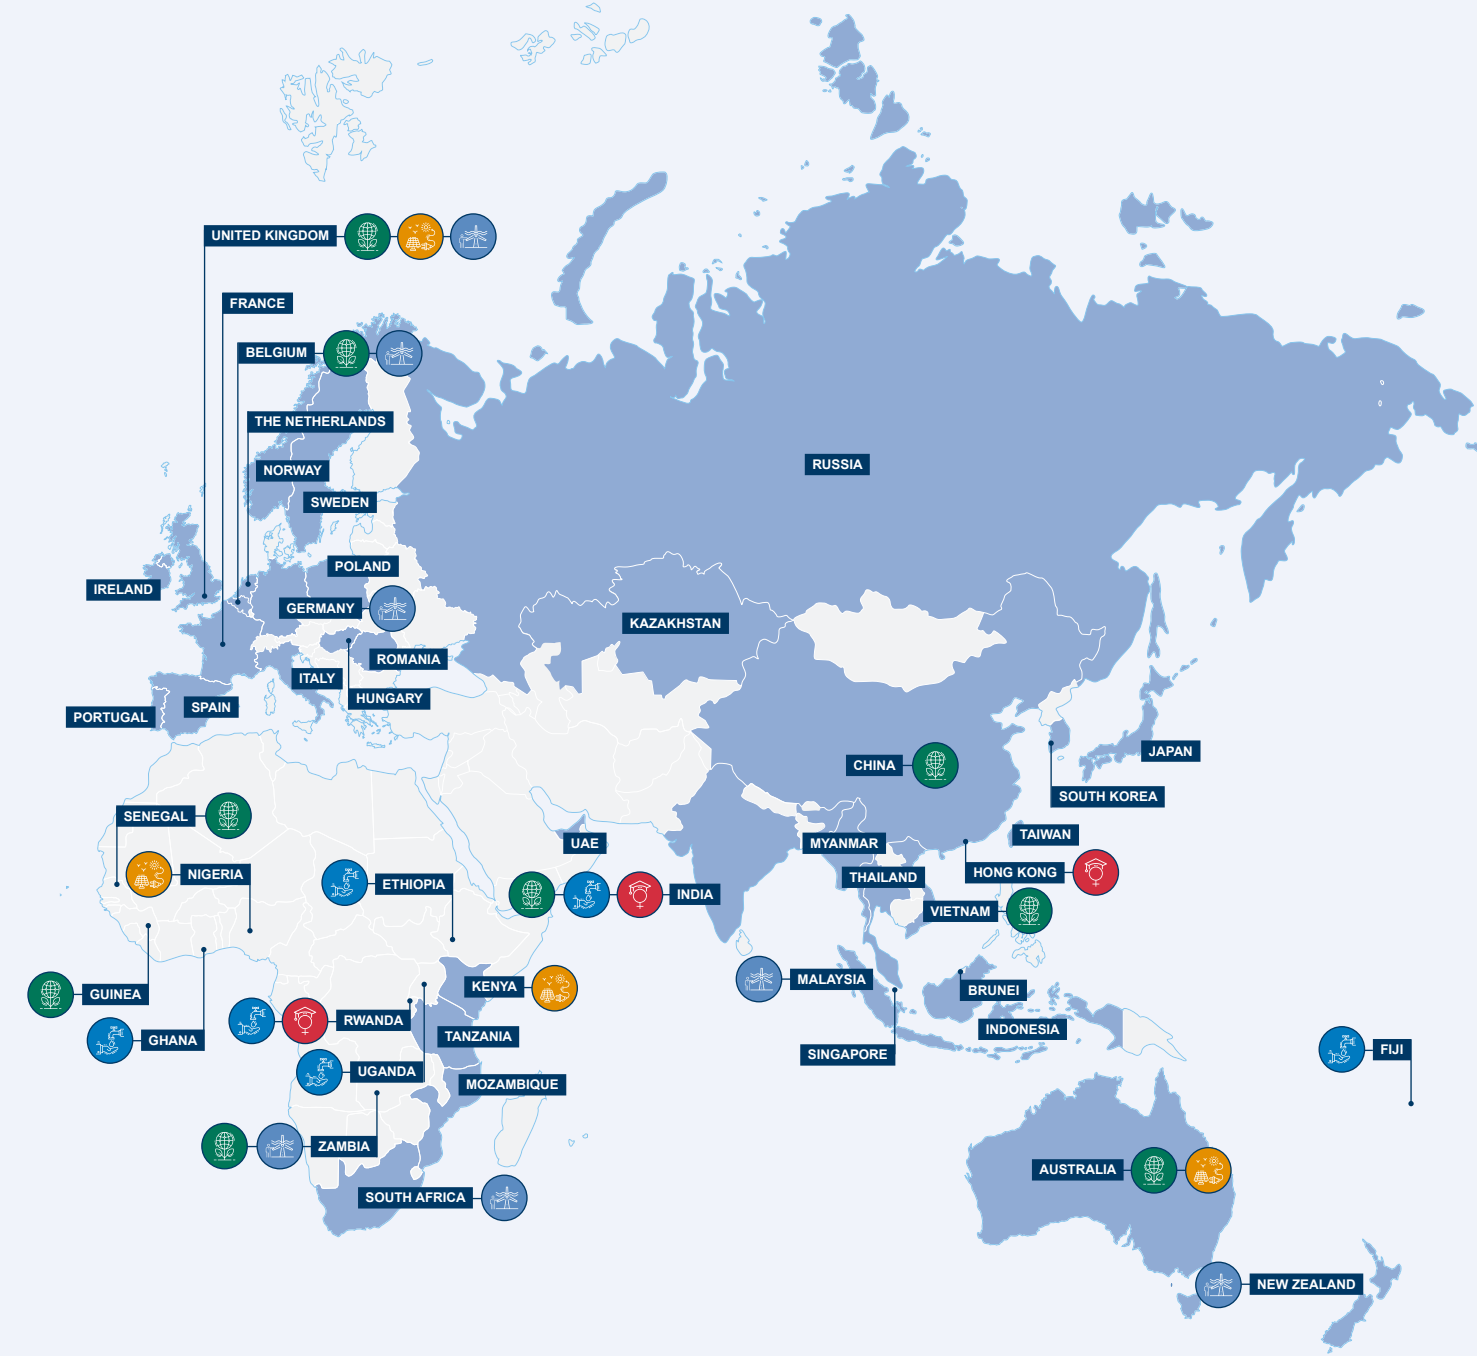 UNITED KINGDOM
FRANCE
BELGIUM
THE NETHERLANDS
NORWAY
SWEDEN
RUSSIA
POLAND
IRELAND
GERMANY
KAZAKHSTAN
ROMANIA
ITALY
HUNGARY
SPAIN
PORTUGAL
CHINA
JAPAN
SOUTH KOREA
SENEGAL
TAIWAN
UAE
MYANMAR
NIGERIA
ETHIOPIA
HONG KONG
THAILAND
INDIA
VIETNAM
MALAYSIA
KENYA
BRUNEI
GUINEA
RWANDA
INDONESIA
TANZANIA
GHANA
FIJI
SINGAPORE
UGANDA
MOZAMBIQUE
ZAMBIA
AUSTRALIA
SOUTH AFRICA
NEW ZEALAND